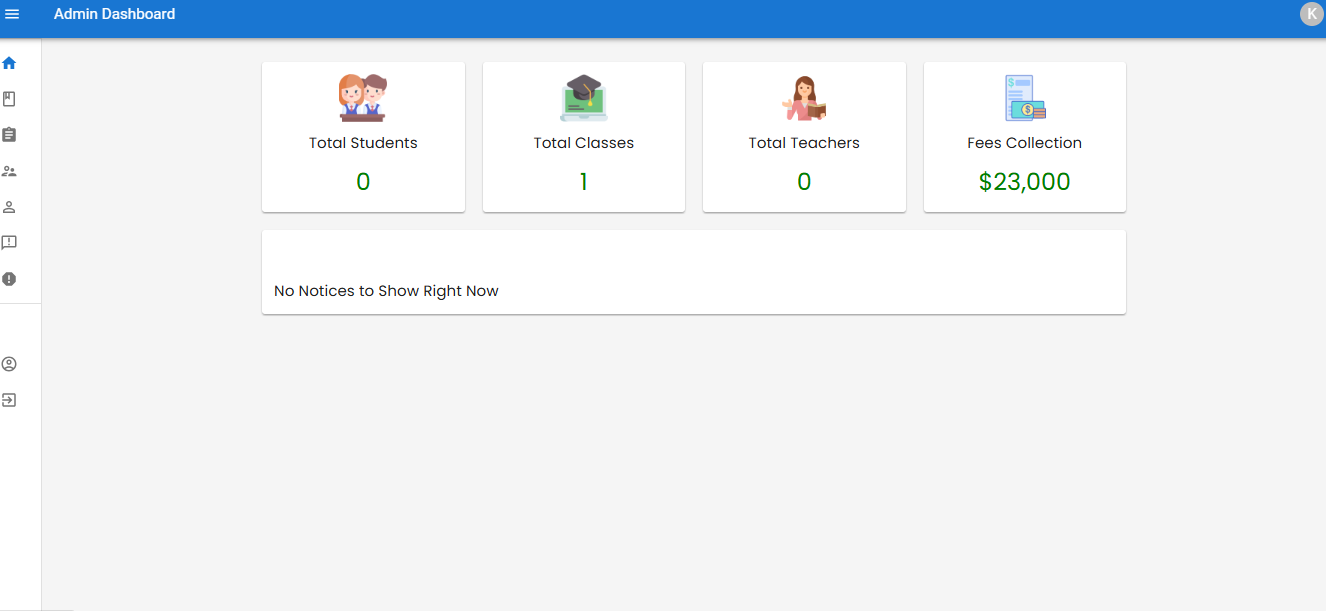 Admin Dashboard
K
Total Students
0
Total Classes
1
Total Teachers
0
Fees Collection
$23,000
No Notices to Show Right Now